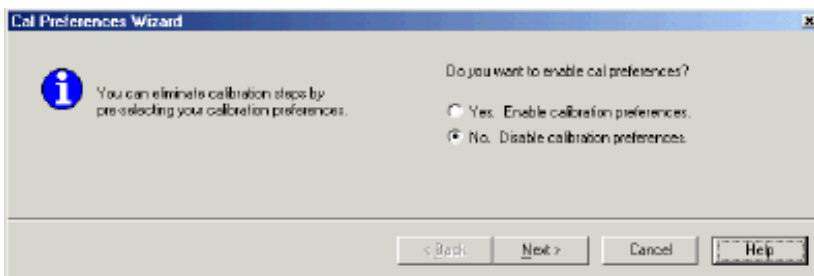 Cal Preferences Wizard
You can eliminate calibration steps by
pre-selecting your calibration preferences.
Do you want to enable cal preferences?
Yes. Enable calibration preferences.
No. Disable calibration preferences.
< Back
Next >
Cancel
Help